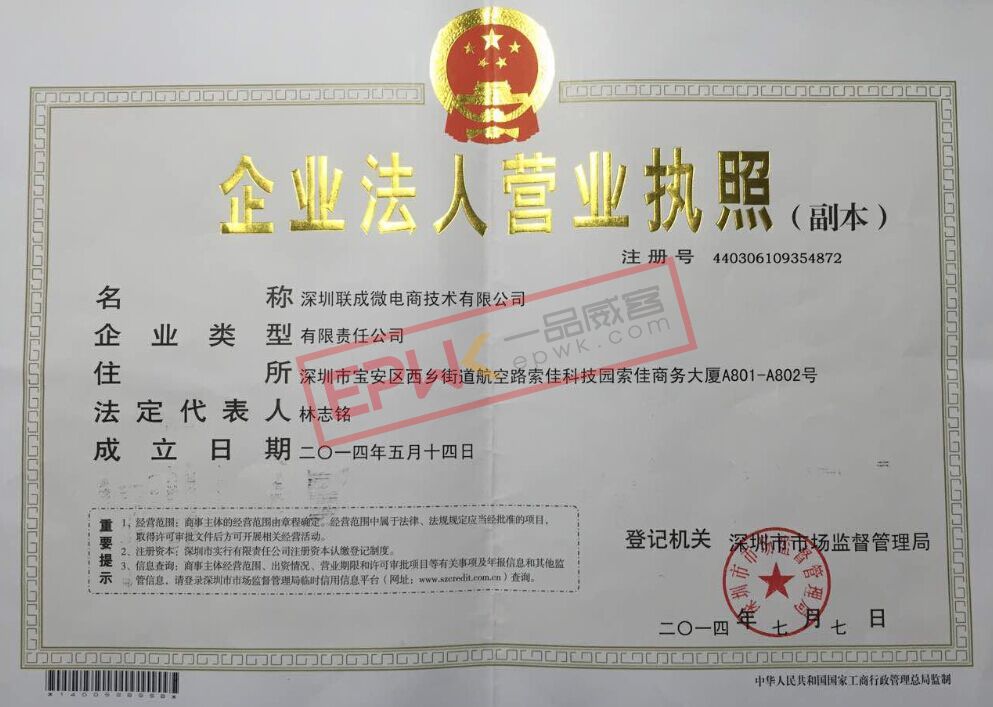 企业法人营业执照（副本）
注册号 440306109354872
名称 深圳联成微电商技术有限公司
企业类型 有限责任公司
住所 深圳市宝安区西乡街道航空路索佳科技园索佳商务大厦A801-A802号
法定代表人 林志铭
成立日期 二〇一四年五月十四日
EPWK 一品威客
epwk.com
重要提示
1、经营范围：商事主体的经营范围由章程确定。经营范围中属于法律、法规规定应当经批准的项目，
取得许可审批文件后方可开展相关经营活动。
2、注册资本：深圳市实行有限责任公司注册资本认缴登记制度。
3、信息查询：商事主体经营范围、出资情况、营业期限和许可审批项目等有关事项及年报信息和其他监
管信息，请登录深圳市市场监督管理局临时信用信息平台（网址：www.szcredit.com.cn）查询。
登记机关 深圳市市场监督管理局
深圳市市场监督管理局
二〇一四年七月七日
中华人民共和国国家工商行政管理总局监制